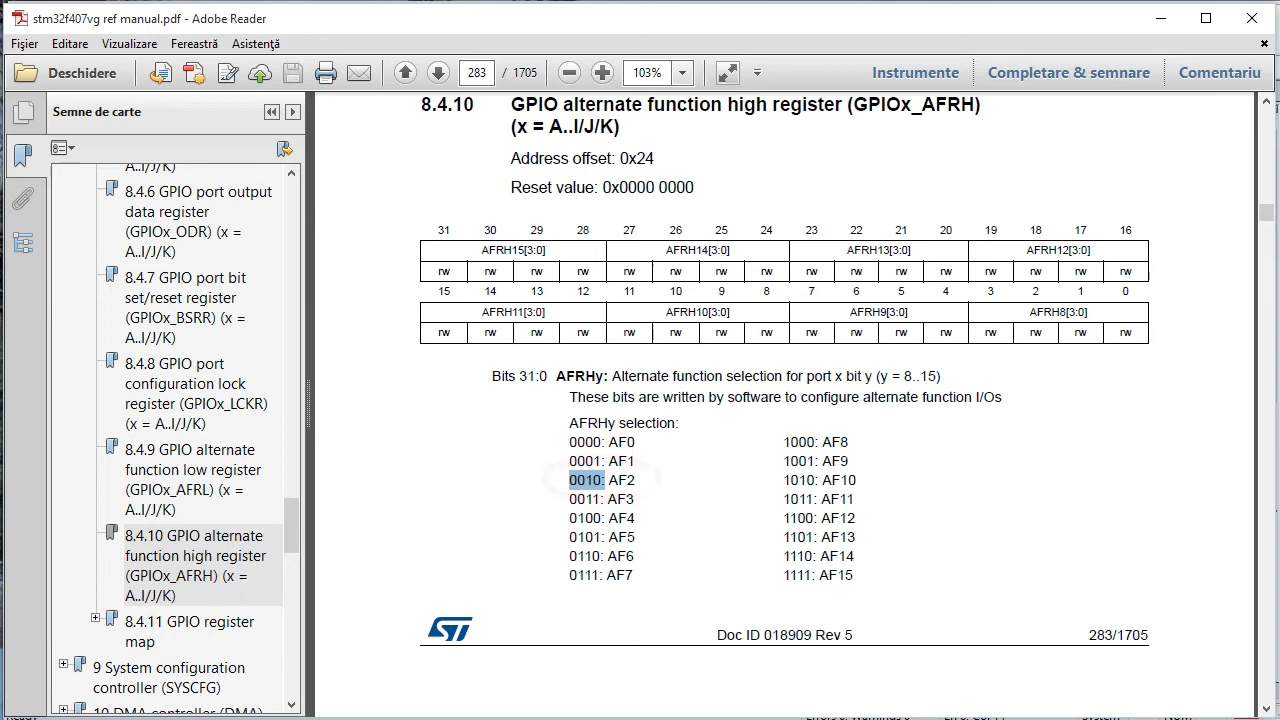 stm32f407vg ref manual.pdf - Adobe Reader
Fișier Editare Vizualizare Fereastră Asistență
Deschidere 283 / 1705 103% Instrumente Completare & semnare Comentariu
Semne de carte
A..I/J/K)
8.4.6 GPIO port output
data register
(GPIOx_ODR) (x =
A..I/J/K)
8.4.7 GPIO port bit
set/reset register
(GPIOx_BSRR) (x =
A..I/J/K)
8.4.8 GPIO port
configuration lock
register (GPIOx_LCKR)
(x = A..I/J/K)
8.4.9 GPIO alternate
function low register
(GPIOx_AFRL) (x =
A..I/J/K)
8.4.10 GPIO alternate
function high register
(GPIOx_AFRH) (x =
A..I/J/K)
8.4.11 GPIO register
map
9 System configuration
controller (SYSCFG)
10 DMA controller (DMA)
8.4.10 GPIO alternate function high register (GPIOx_AFRH)
(x = A..I/J/K)
Address offset: 0x24
Reset value: 0x0000 0000
31 30 29 28 27 26 25 24 23 22 21 20 19 18 17 16
AFRH15[3:0] AFRH14[3:0] AFRH13[3:0] AFRH12[3:0]
rw rw rw rw rw rw rw rw rw rw rw rw rw rw rw rw
15 14 13 12 11 10 9 8 7 6 5 4 3 2 1 0
AFRH11[3:0] AFRH10[3:0] AFRH9[3:0] AFRH8[3:0]
rw rw rw rw rw rw rw rw rw rw rw rw rw rw rw rw
Bits 31:0 AFRHy: Alternate function selection for port x bit y (y = 8..15)
These bits are written by software to configure alternate function I/Os
AFRHy selection:
0000: AF0 1000: AF8
0001: AF1 1001: AF9
0010: AF2 1010: AF10
0011: AF3 1011: AF11
0100: AF4 1100: AF12
0101: AF5 1101: AF13
0110: AF6 1110: AF14
0111: AF7 1111: AF15
ST Doc ID 018909 Rev 5 283/1705